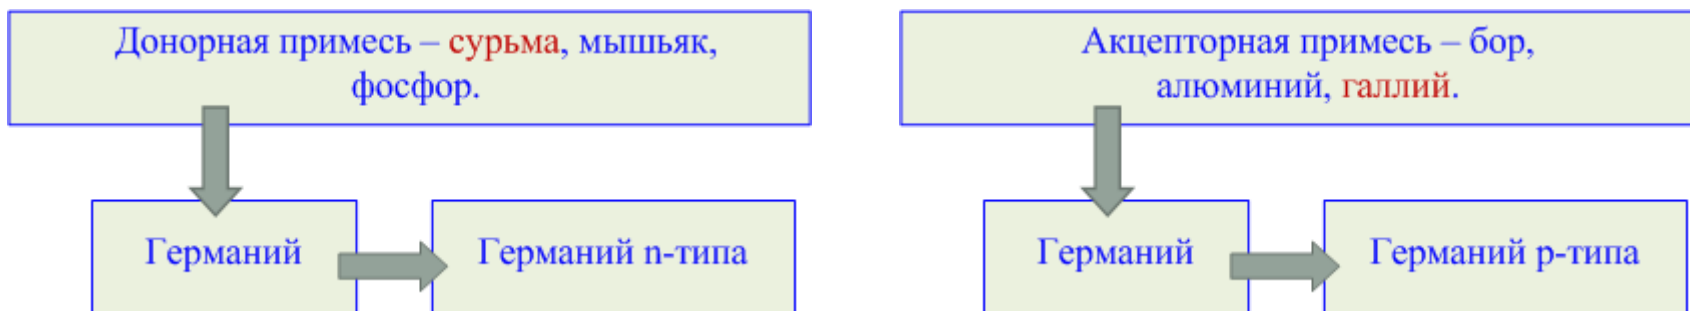 Донорная примесь – сурьма, мышьяк,
фосфор.
Германий
Германий n-типа
Акцепторная примесь – бор,
алюминий, галлий.
Германий
Германий p-типа